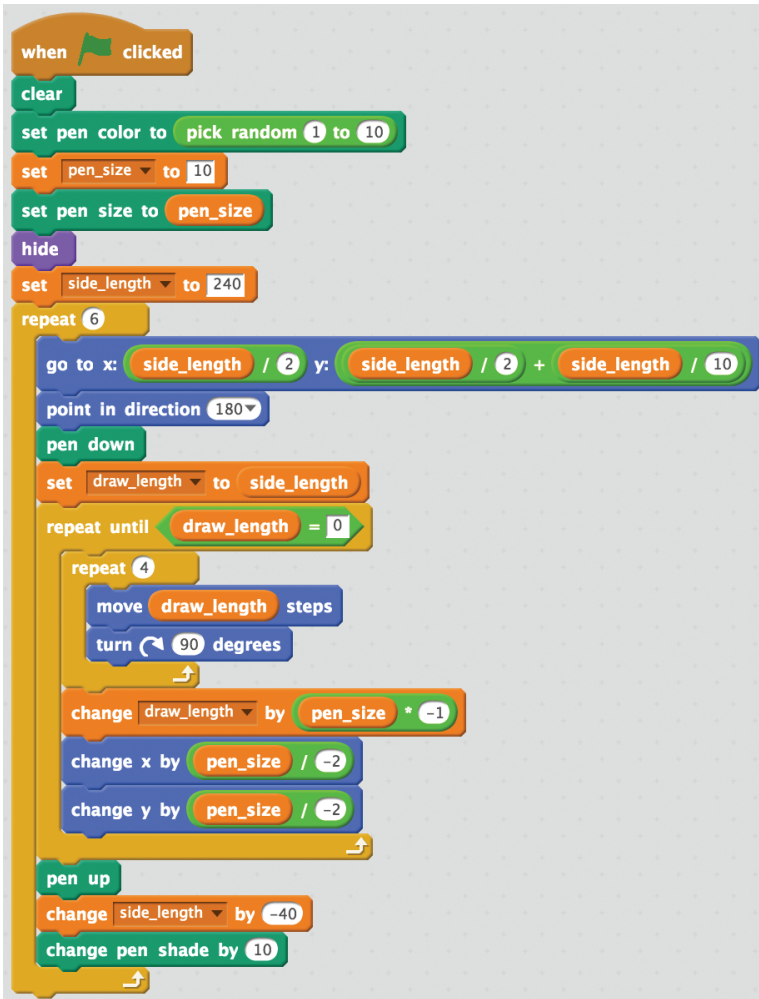 when clicked
clear
set pen color to pick random 1 to 10
set pen_size to 10
set pen size to pen_size
hide
set side_length to 240
repeat 6
go to x: side_length / 2 y: side_length / 2 + side_length / 10
point in direction 180
pen down
set draw_length to side_length
repeat until draw_length = 0
repeat 4
move draw_length steps
turn 90 degrees
change draw_length by pen_size * -1
change x by pen_size / -2
change y by pen_size / -2
pen up
change side_length by -40
change pen shade by 10